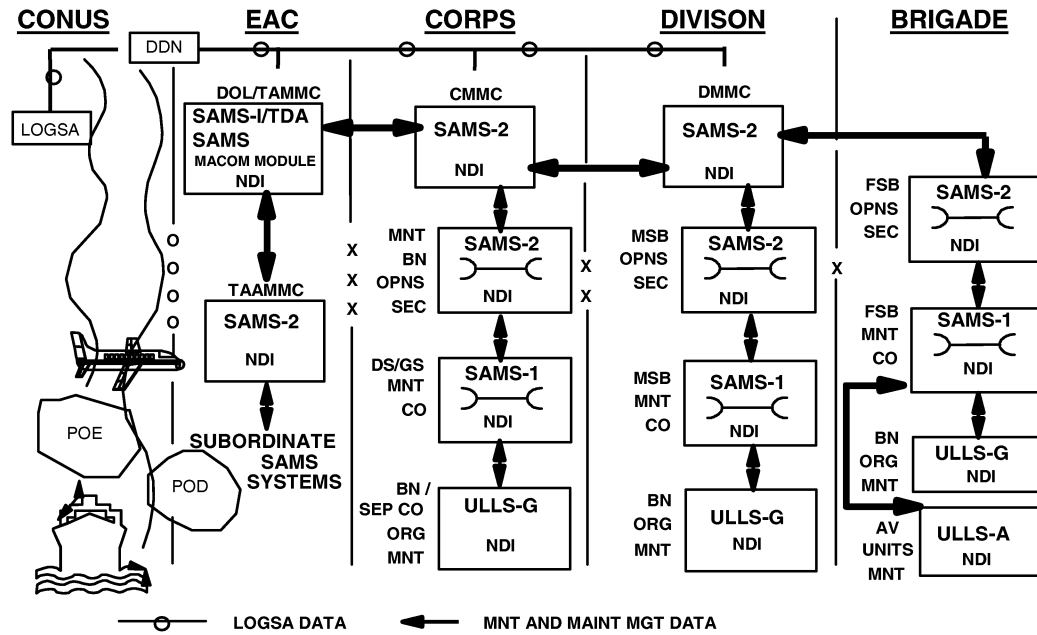 CONUS
EAC
CORPS
DIVISON
BRIGADE
DDN
LOGSA
DOL/TAMMC
SAMS-I/TDA
SAMS
MACOM MODULE
NDI
TAAMMC
SAMS-2
NDI
SUBORDINATE
SAMS
SYSTEMS
POE
POD
O
O
O
O
X
X
X
CMMC
SAMS-2
NDI
MNT
BN
OPNS
SEC
SAMS-2
NDI
DS/GS
MNT
CO
SAMS-1
NDI
BN /
SEP CO
ORG
MNT
ULLS-G
NDI
X
X
DMMC
SAMS-2
NDI
MSB
OPNS
SEC
SAMS-2
NDI
MSB
MNT
CO
SAMS-1
NDI
BN
ORG
MNT
ULLS-G
NDI
X
FSB
OPNS
SEC
SAMS-2
NDI
FSB
MNT
CO
SAMS-1
NDI
BN
ORG
MNT
ULLS-G
NDI
AV
UNITS
MNT
ULLS-A
NDI
LOGSA DATA
MNT AND MAINT MGT DATA